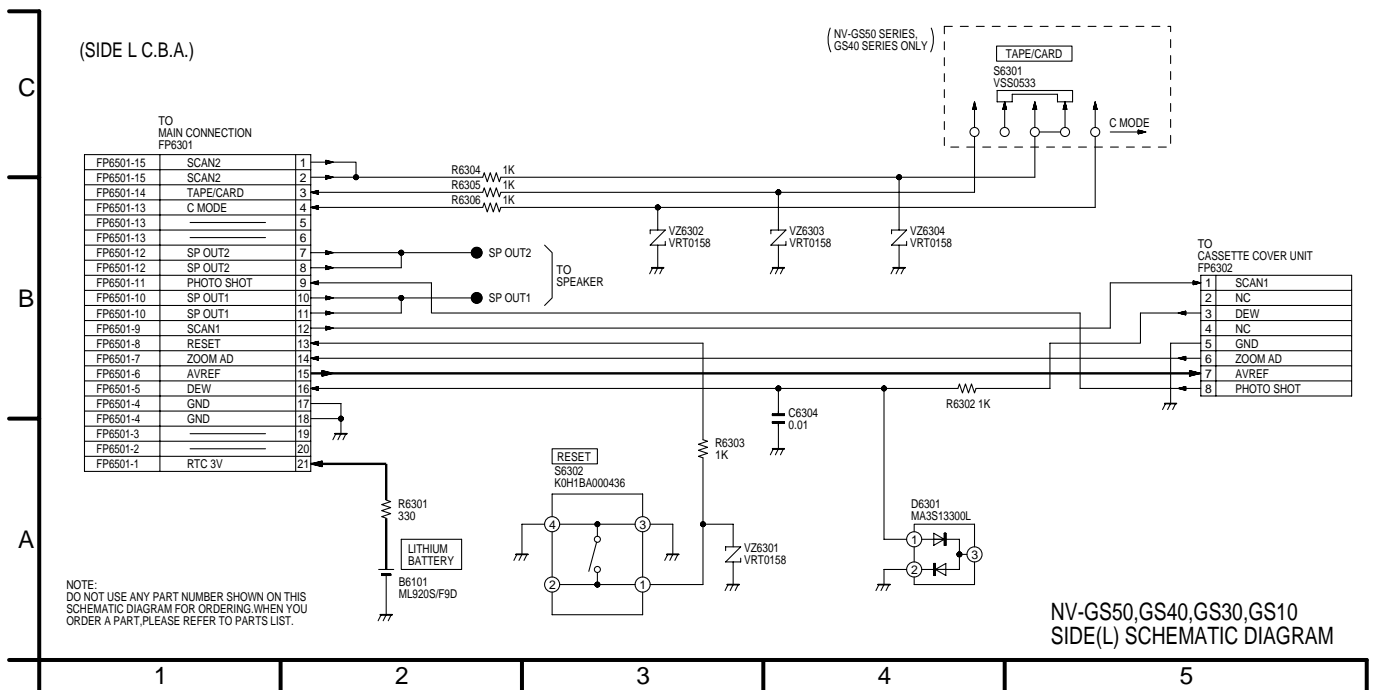 (SIDE L C.B.A.)
(NV-GS50 SERIES,
GS40 SERIES ONLY)
TAPE/CARD
S6301
VSS0533
C MODE
C
B
A
TO
MAIN CONNECTION
FP6301
FP6501-15 SCAN2 1
FP6501-15 SCAN2 2
FP6501-14 TAPE/CARD 3
FP6501-13 C MODE 4
FP6501-13 5
FP6501-13 6
FP6501-12 SP OUT2 7
FP6501-12 SP OUT2 8
FP6501-11 PHOTO SHOT 9
FP6501-10 SP OUT1 10
FP6501-10 SP OUT1 11
FP6501-9 SCAN1 12
FP6501-8 RESET 13
FP6501-7 ZOOM AD 14
FP6501-6 AVREF 15
FP6501-5 DEW 16
FP6501-4 GND 17
FP6501-4 GND 18
FP6501-3 19
FP6501-2 20
FP6501-1 RTC 3V 21
R6304 1K
R6305 1K
R6306 1K
VZ6302
VRT0158
VZ6303
VRT0158
VZ6304
VRT0158
SP OUT2
SP OUT1
TO
SPEAKER
TO
CASSETTE COVER UNIT
FP6302
1 SCAN1
2 NC
3 DEW
4 NC
5 GND
6 ZOOM AD
7 AVREF
8 PHOTO SHOT
R6302 1K
C6304
0.01
R6303
1K
RESET
S6302
K0H1BA000436
4
3
2
1
VZ6301
VRT0158
D6301
MA3S13300L
1
2
3
R6301
330
LITHIUM
BATTERY
B6101
ML920S/F9D
NOTE:
DO NOT USE ANY PART NUMBER SHOWN ON THIS
SCHEMATIC DIAGRAM FOR ORDERING.WHEN YOU
ORDER A PART,PLEASE REFER TO PARTS LIST.
NV-GS50,GS40,GS30,GS10
SIDE(L) SCHEMATIC DIAGRAM
1 2 3 4 5